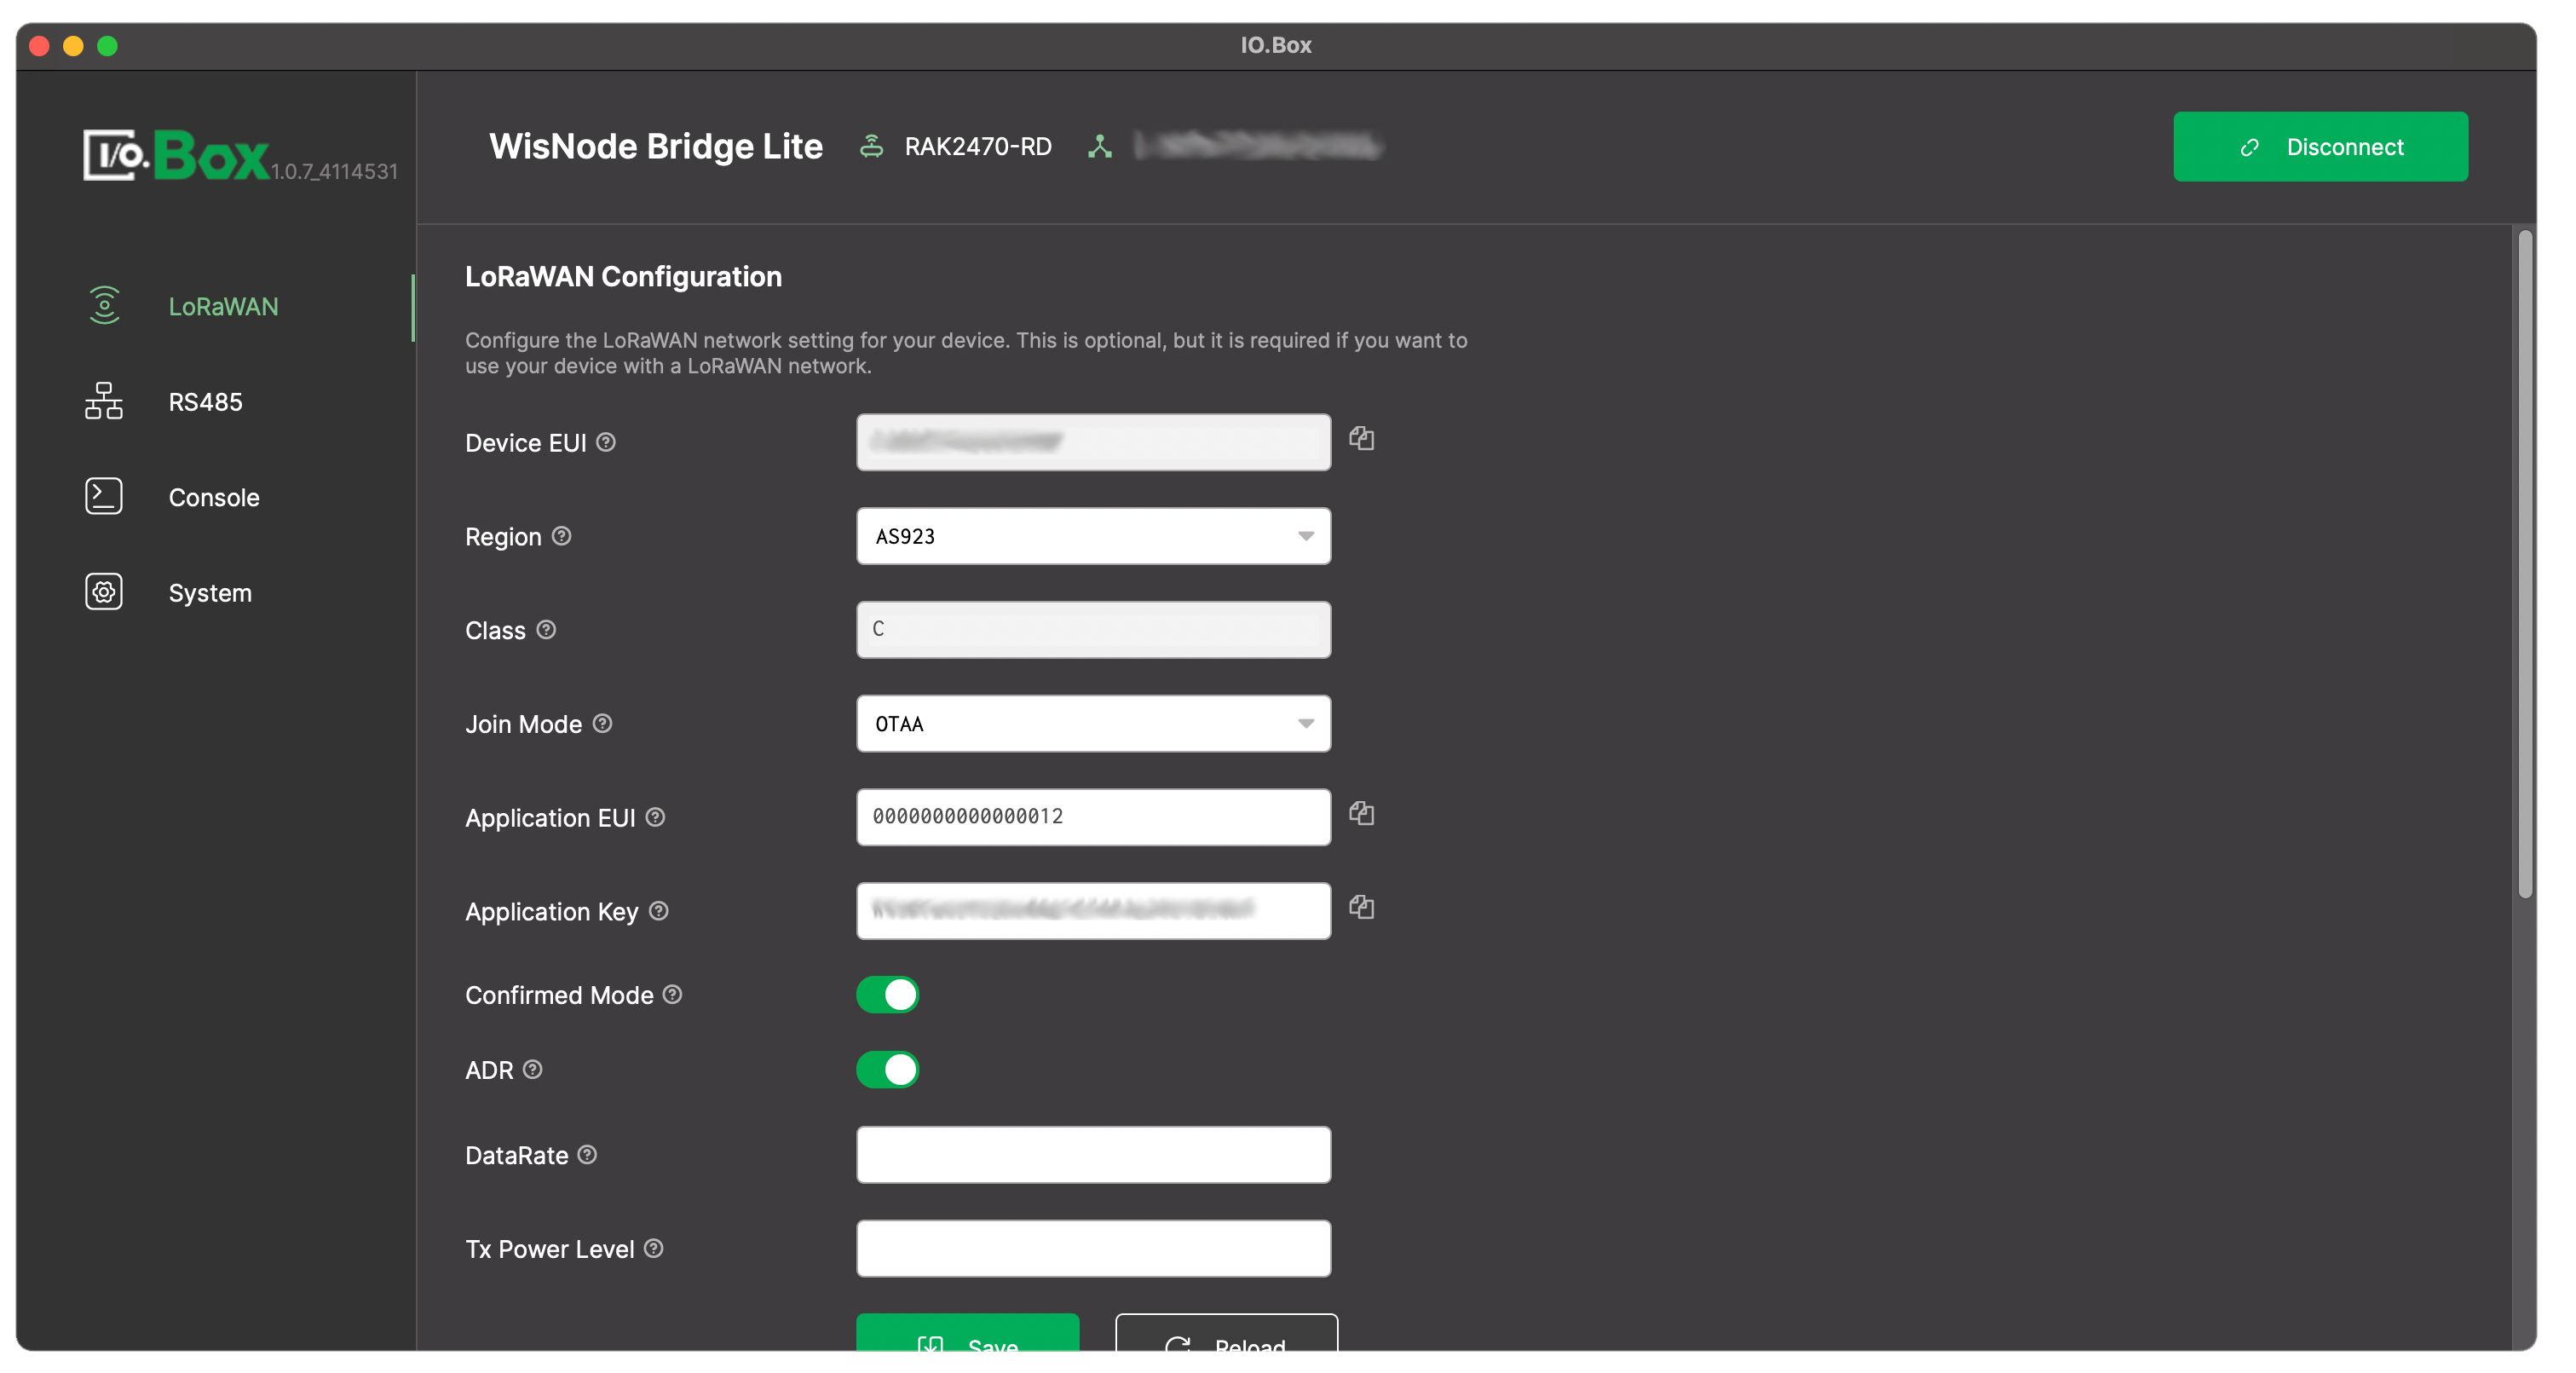 IO.Box
I/O.Box 1.0.7_4114531
WisNode Bridge Lite RAK2470-RD
Disconnect
LoRaWAN
RS485
Console
System
LoRaWAN Configuration
Configure the LoRaWAN network setting for your device. This is optional, but it is required if you want to
use your device with a LoRaWAN network.
Device EUI
Region AS923
Class C
Join Mode OTAA
Application EUI 0000000000000012
Application Key
Confirmed Mode
ADR
DataRate
Tx Power Level
Save Reload